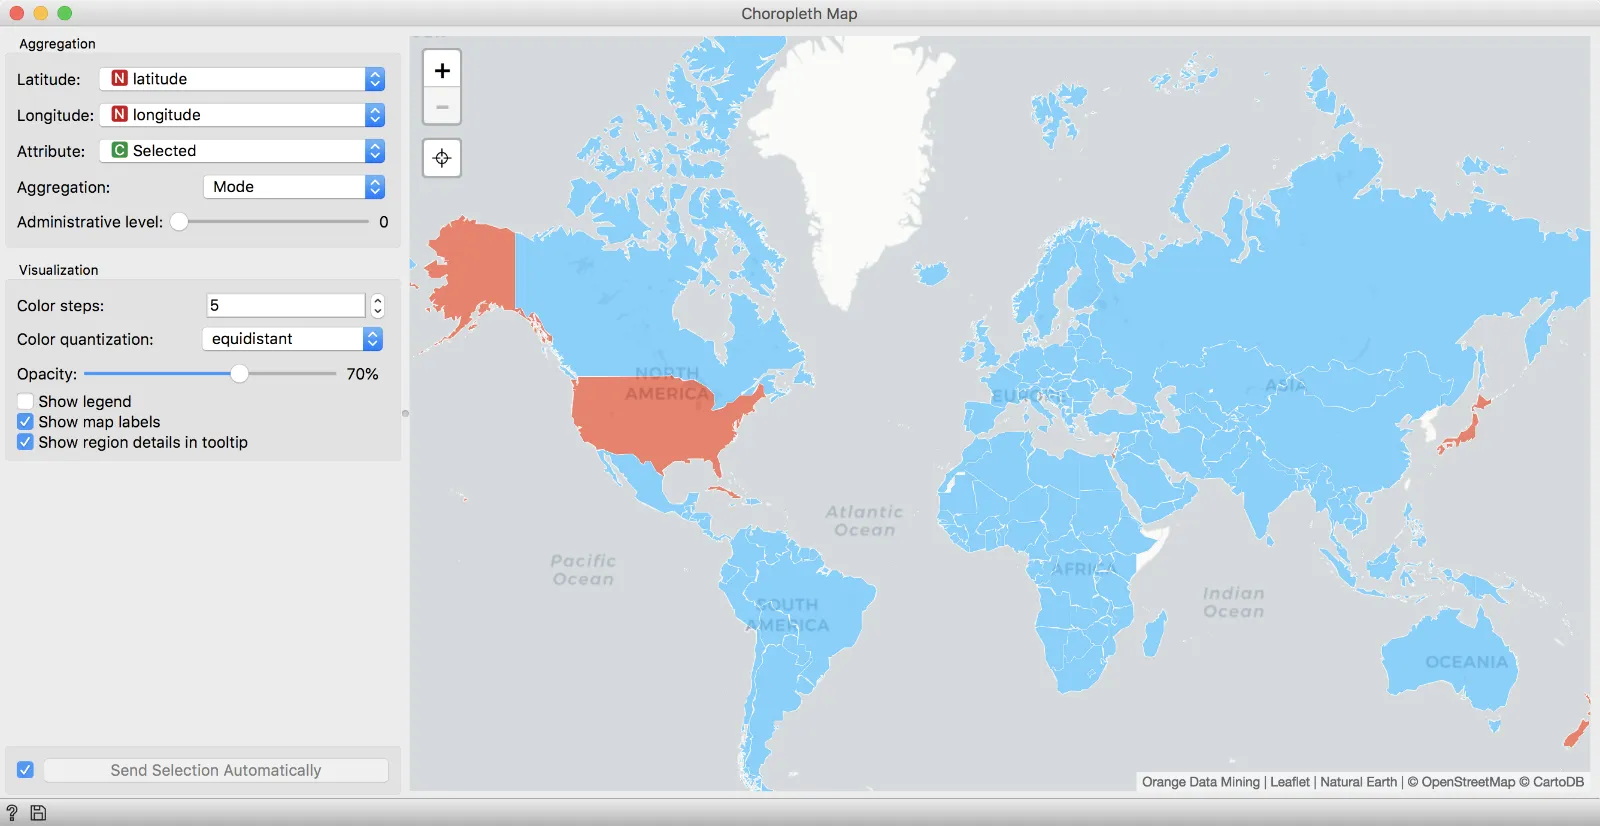 Choropleth Map
Aggregation
Latitude: N latitude
Longitude: N longitude
Attribute: C Selected
Aggregation: Mode
Administrative level: 0
Visualization
Color steps: 5
Color quantization: equidistant
Opacity: 70%
Show legend
Show map labels
Show region details in tooltip
Send Selection Automatically
?
+
−
NORTH
AMERICA
EUROPE
ASIA
Atlantic
Ocean
Pacific
Ocean
AFRICA
SOUTH
AMERICA
Indian
Ocean
OCEANIA
Orange Data Mining | Leaflet | Natural Earth | © OpenStreetMap © CartoDB